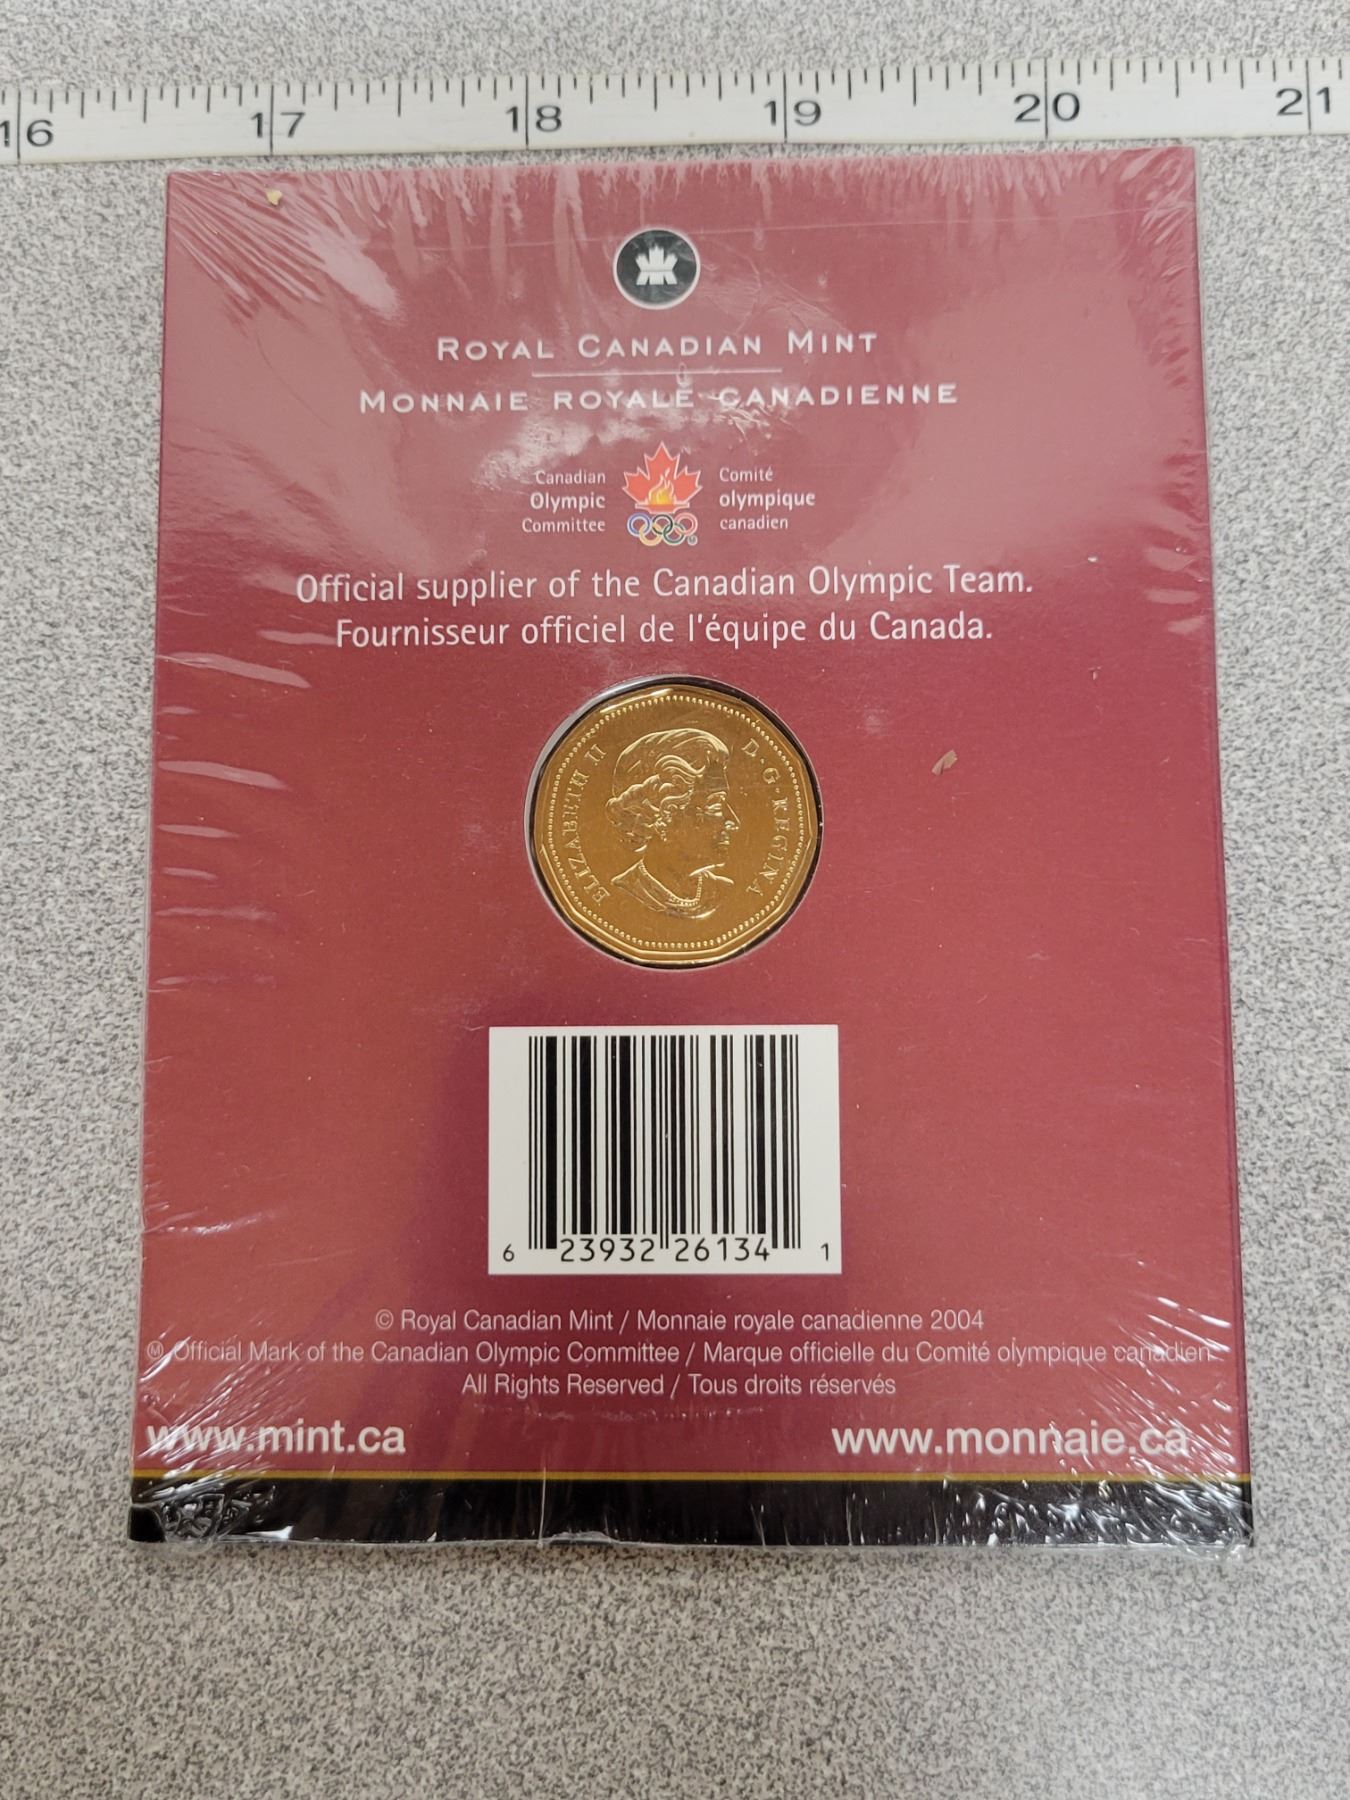 16 17 18 19 20 21
ROYAL CANADIAN MINT
MONNAIE ROYALE CANADIENNE
Canadian Olympic Committee
Comité olympique canadien
Official supplier of the Canadian Olympic Team.
Fournisseur officiel de l'équipe du Canada.
ELIZABETH II D·G·REGINA
6 23932 26134 1
© Royal Canadian Mint / Monnaie royale canadienne 2004
Ⓜ Official Mark of the Canadian Olympic Committee / Marque officielle du Comité olympique canadien
All Rights Reserved / Tous droits réservés
www.mint.ca www.monnaie.ca